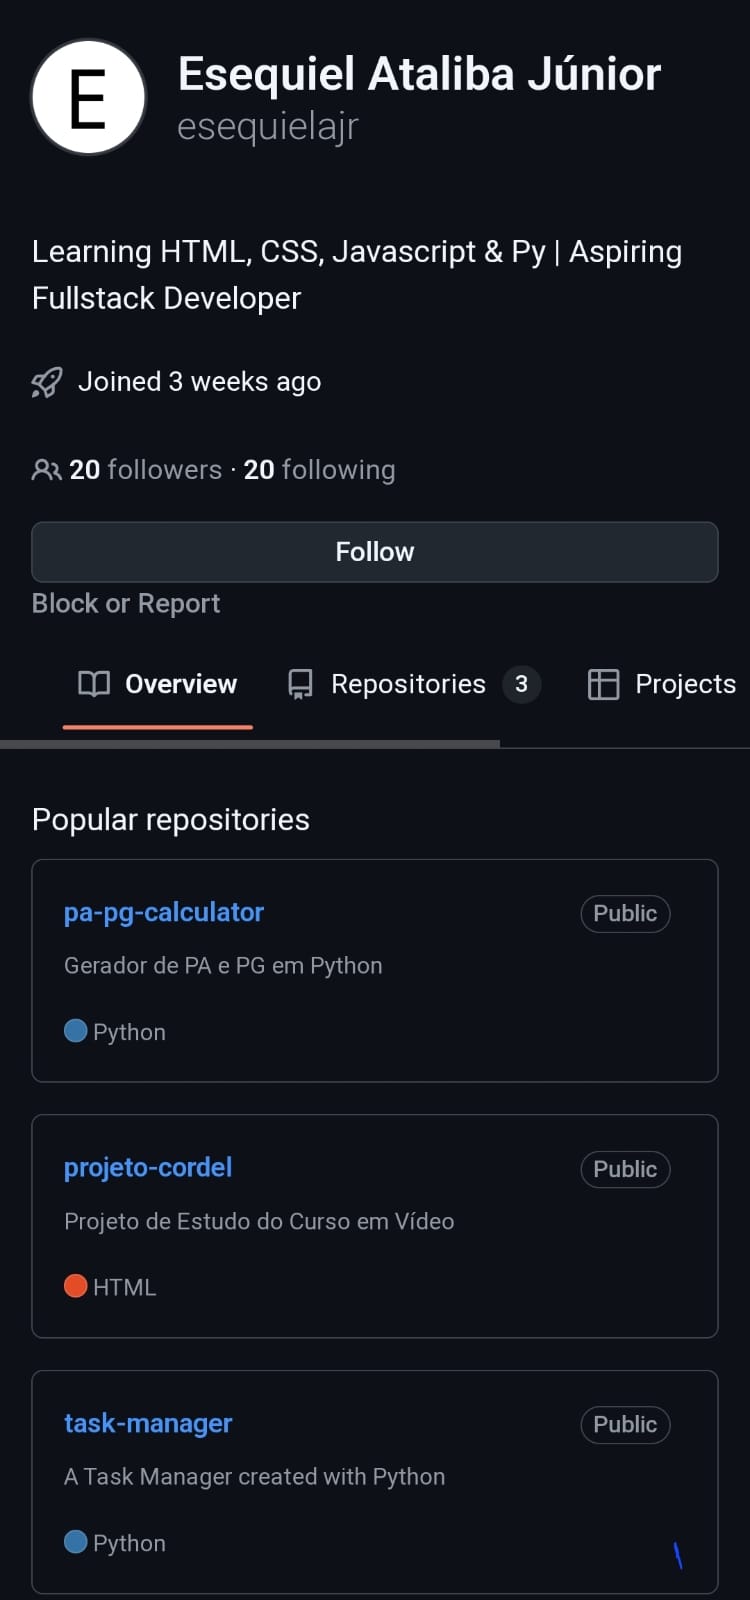 E
Esequiel Ataliba Júnior
esequielajr
Learning HTML, CSS, Javascript & Py | Aspiring
Fullstack Developer
Joined 3 weeks ago
20 followers · 20 following
Follow
Block or Report
Overview Repositories 3 Projects
Popular repositories
pa-pg-calculator Public
Gerador de PA e PG em Python
Python
projeto-cordel Public
Projeto de Estudo do Curso em Vídeo
HTML
task-manager Public
A Task Manager created with Python
Python